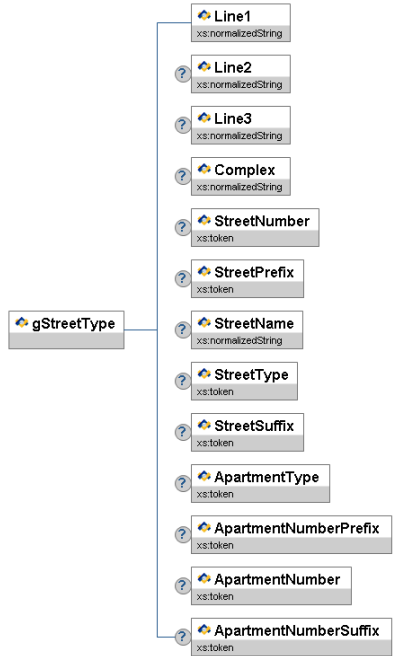 Line1
xs:normalizedString
? Line2
xs:normalizedString
? Line3
xs:normalizedString
? Complex
xs:normalizedString
? StreetNumber
xs:token
? StreetPrefix
xs:token
gStreetType
? StreetName
xs:normalizedString
? StreetType
xs:token
? StreetSuffix
xs:token
? ApartmentType
xs:token
? ApartmentNumberPrefix
xs:token
? ApartmentNumber
xs:token
? ApartmentNumberSuffix
xs:token